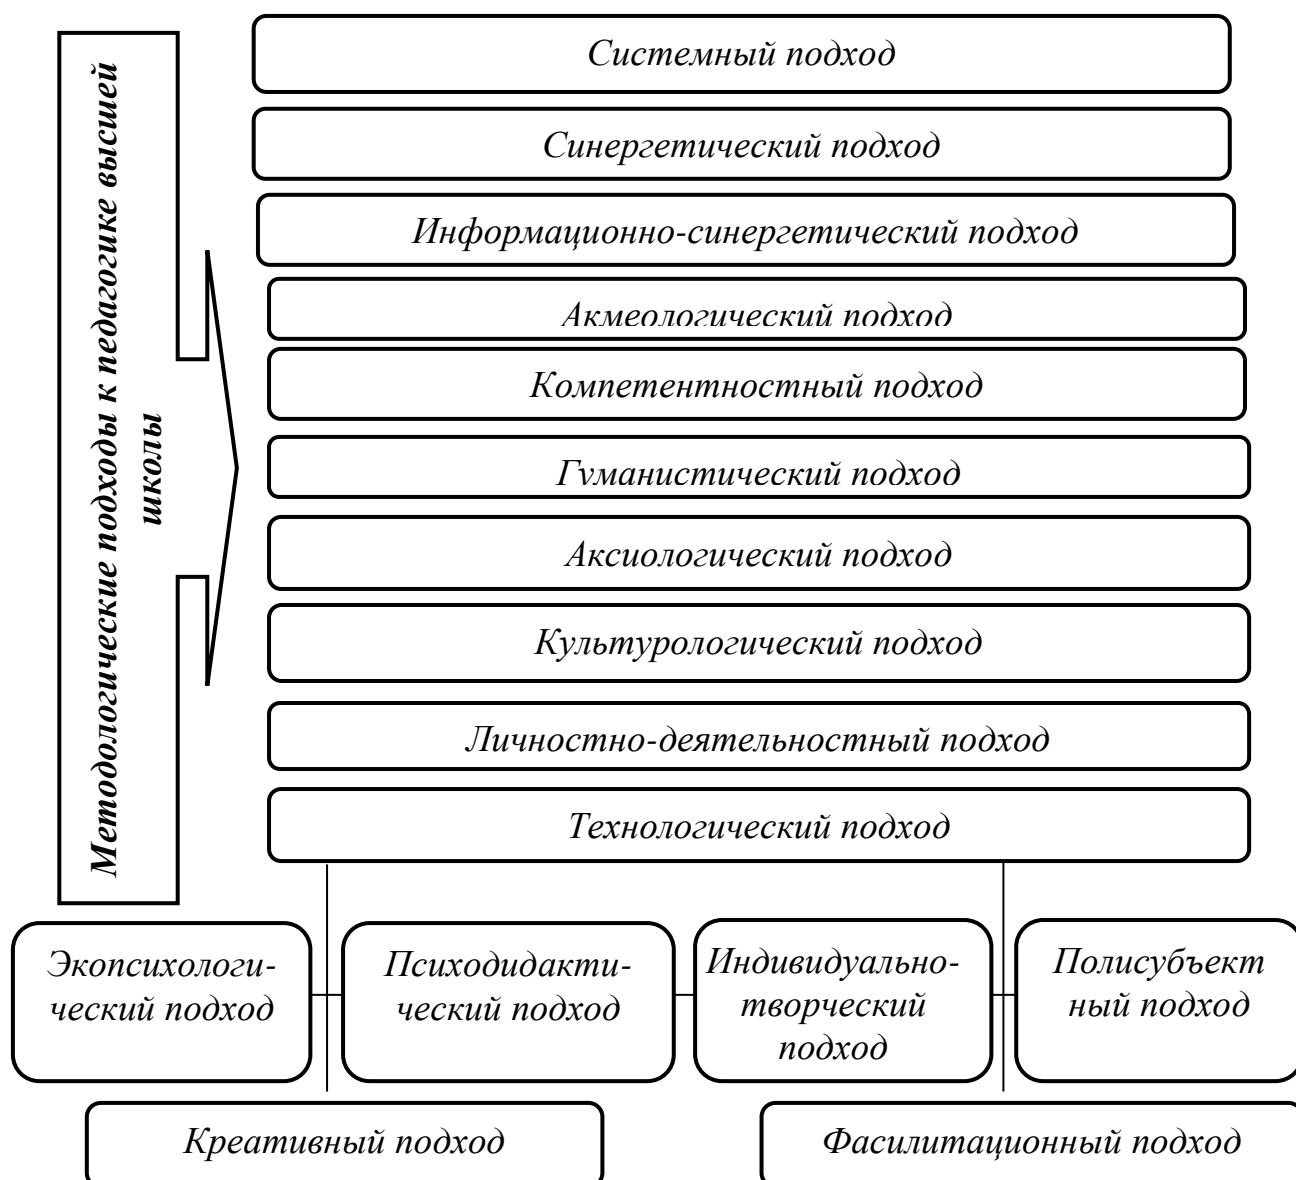 Методологические подходы к педагогике высшей
школы
Системный подход
Синергетический подход
Информационно-синергетический подход
Акмеологический подход
Компетентностный подход
Гуманистический подход
Аксиологический подход
Культурологический подход
Личностно-деятельностный подход
Технологический подход
Экопсихологи-
ческий подход
Психодидакти-
ческий подход
Индивидуально-
творческий
подход
Полисубъект
ный подход
Креативный подход
Фасилитационный подход